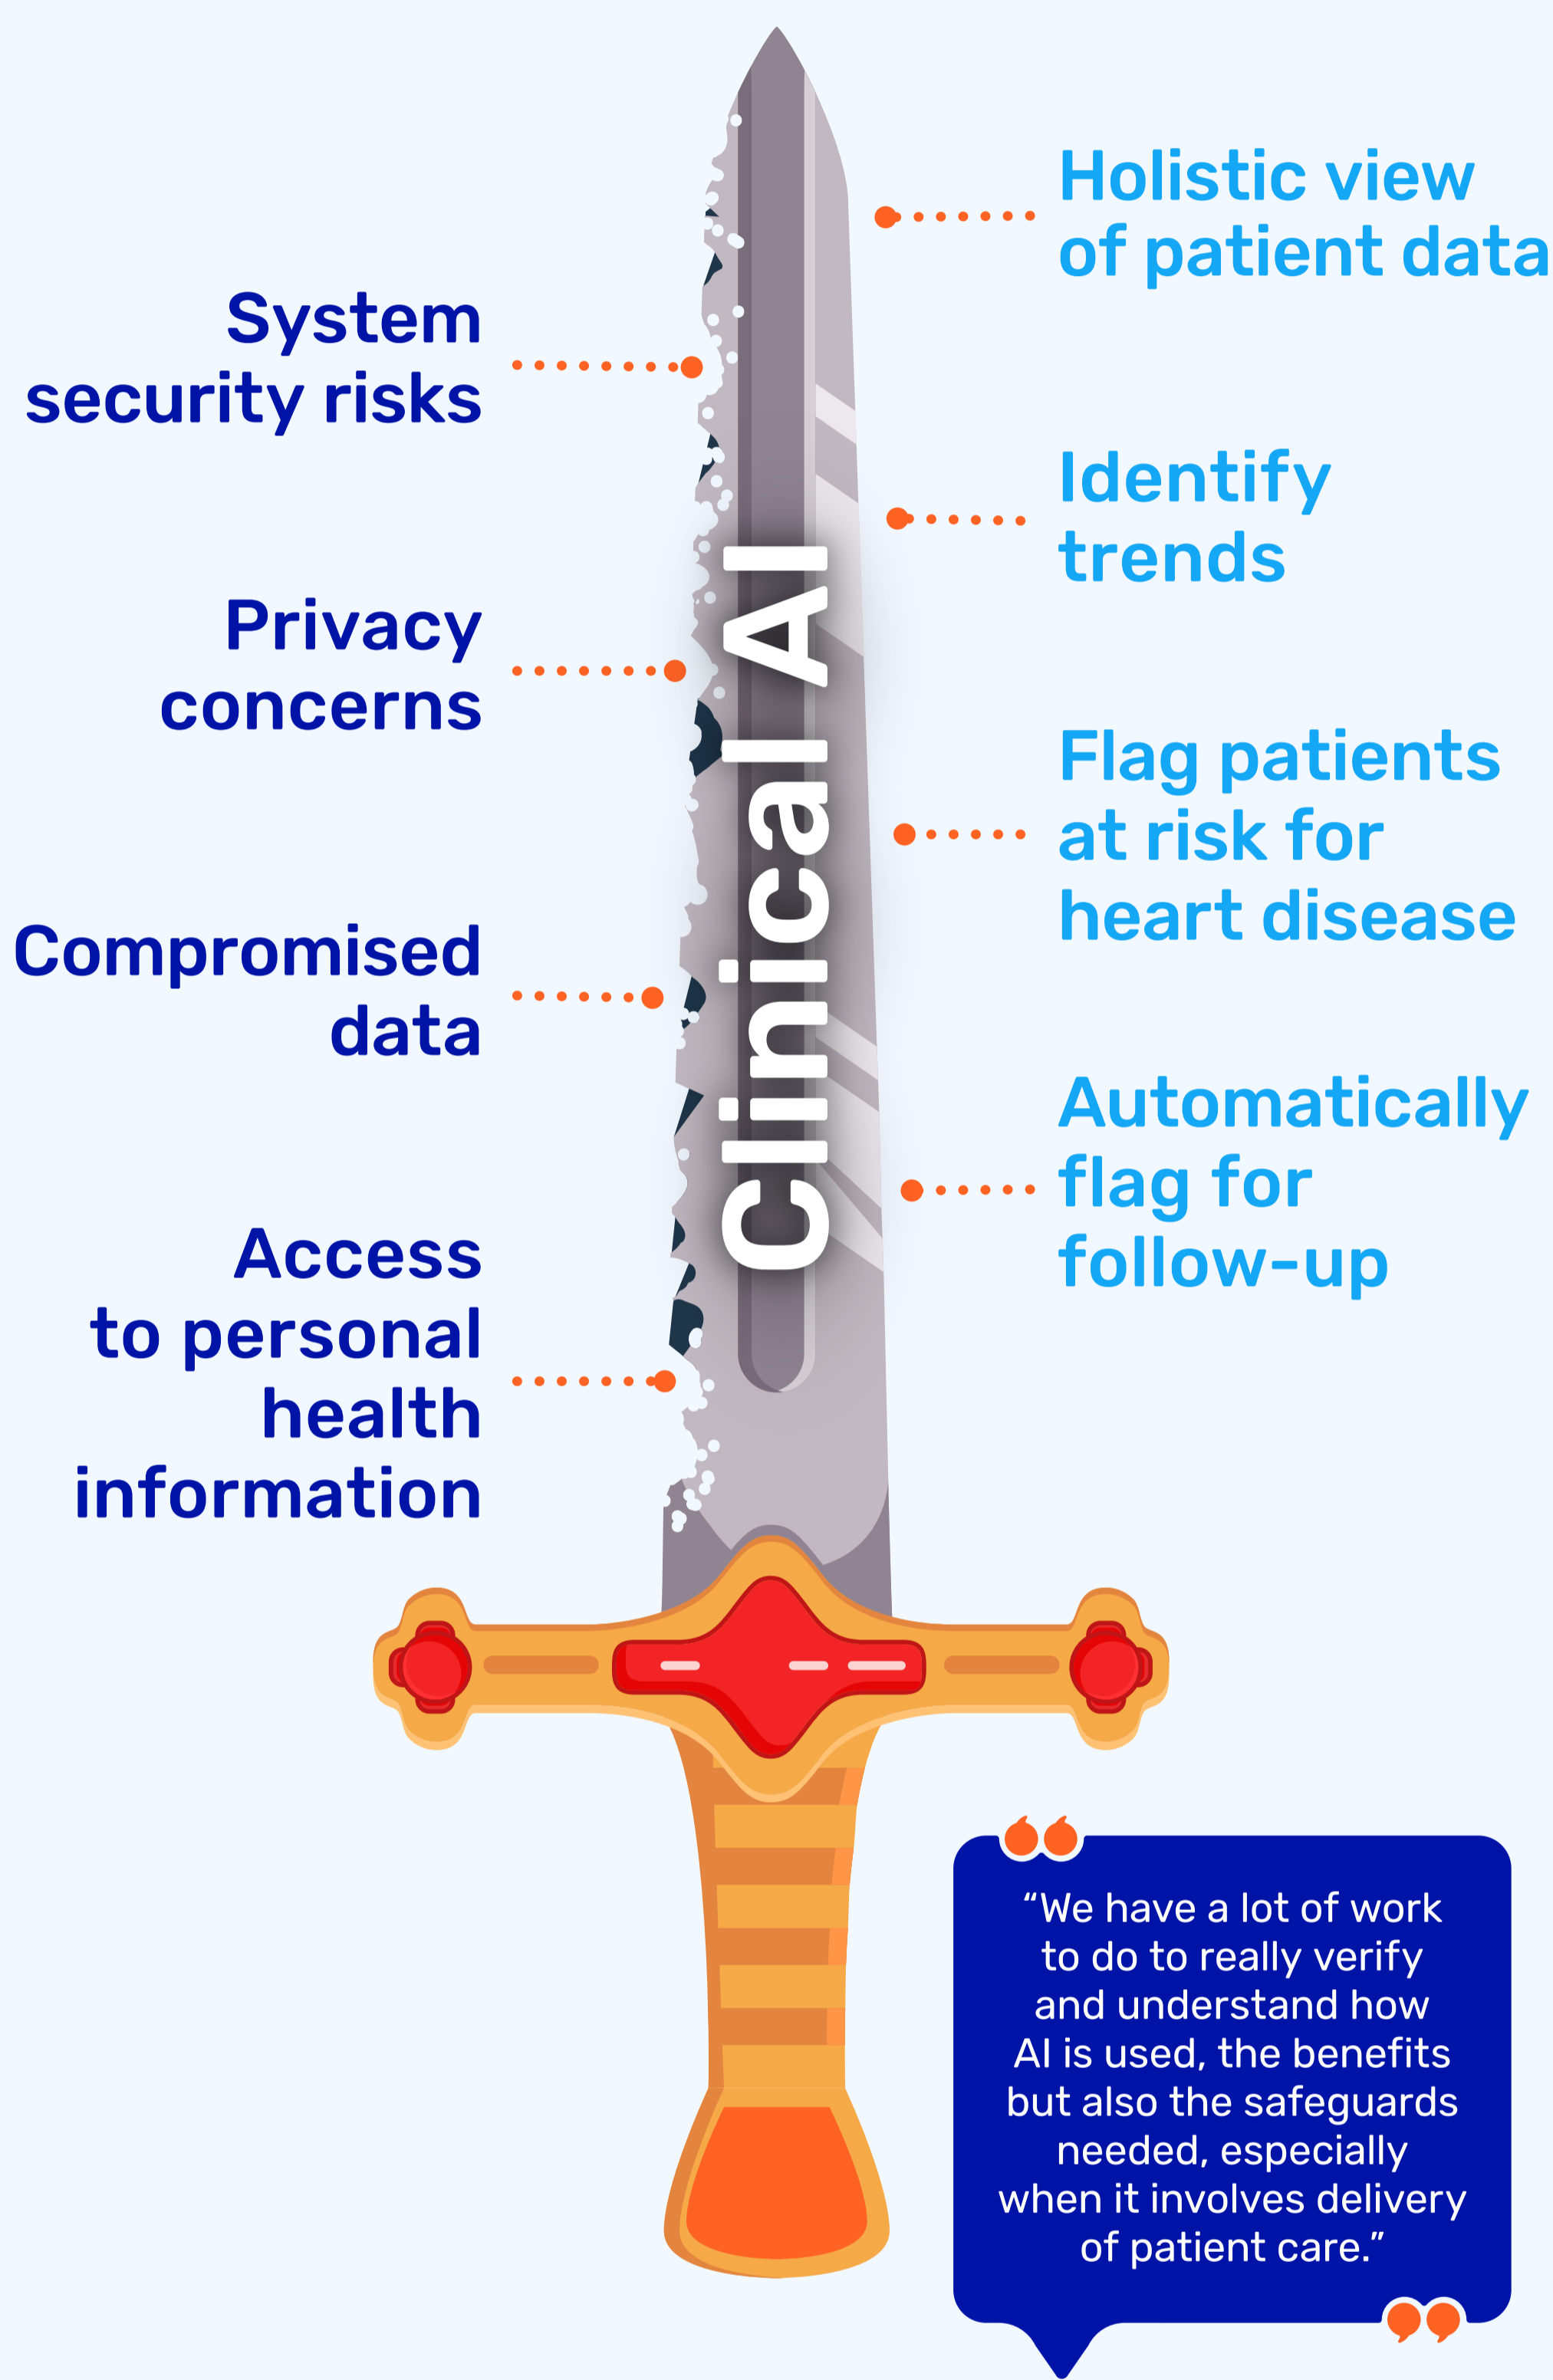 System
security risks
Privacy
concerns
Compromised
data
Access
to personal
health
information
Clinical AI
Holistic view
of patient data
Identify
trends
Flag patients
at risk for
heart disease
Automatically
flag for
follow-up
“We have a lot of work
to do to really verify
and understand how
AI is used, the benefits
but also the safeguards
needed, especially
when it involves delivery
of patient care.”